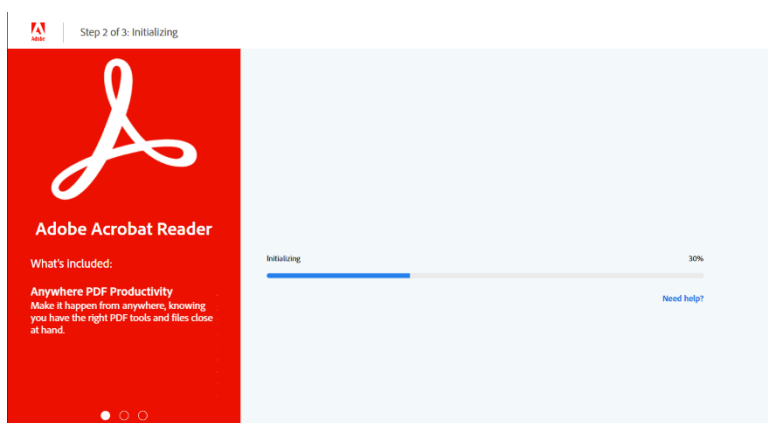 Adobe
Step 2 of 3: Initializing
Adobe Acrobat Reader
What's included:
Anywhere PDF Productivity
Make it happen from anywhere, knowing
you have the right PDF tools and files close
at hand.
Initializing 30%
Need help?